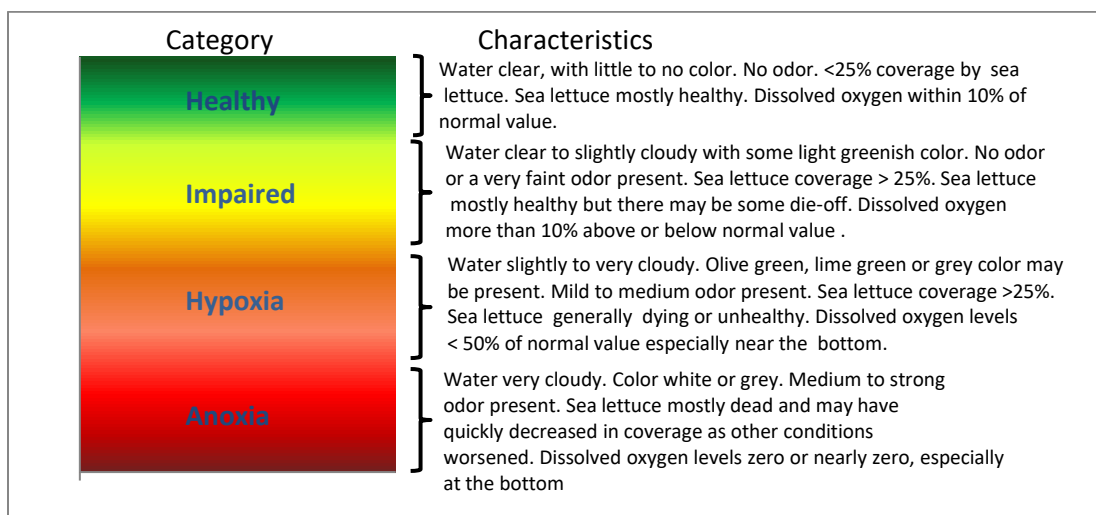 Category
Characteristics
Healthy
Water clear, with little to no color. No odor. <25% coverage by sea
lettuce. Sea lettuce mostly healthy. Dissolved oxygen within 10% of
normal value.
Impaired
Water clear to slightly cloudy with some light greenish color. No odor
or a very faint odor present. Sea lettuce coverage > 25%. Sea lettuce
mostly healthy but there may be some die-off. Dissolved oxygen
more than 10% above or below normal value .
Hypoxia
Water slightly to very cloudy. Olive green, lime green or grey color may
be present. Mild to medium odor present. Sea lettuce coverage >25%.
Sea lettuce generally dying or unhealthy. Dissolved oxygen levels
< 50% of normal value especially near the bottom.
Anoxia
Water very cloudy. Color white or grey. Medium to strong
odor present. Sea lettuce mostly dead and may have
quickly decreased in coverage as other conditions
worsened. Dissolved oxygen levels zero or nearly zero, especially
at the bottom